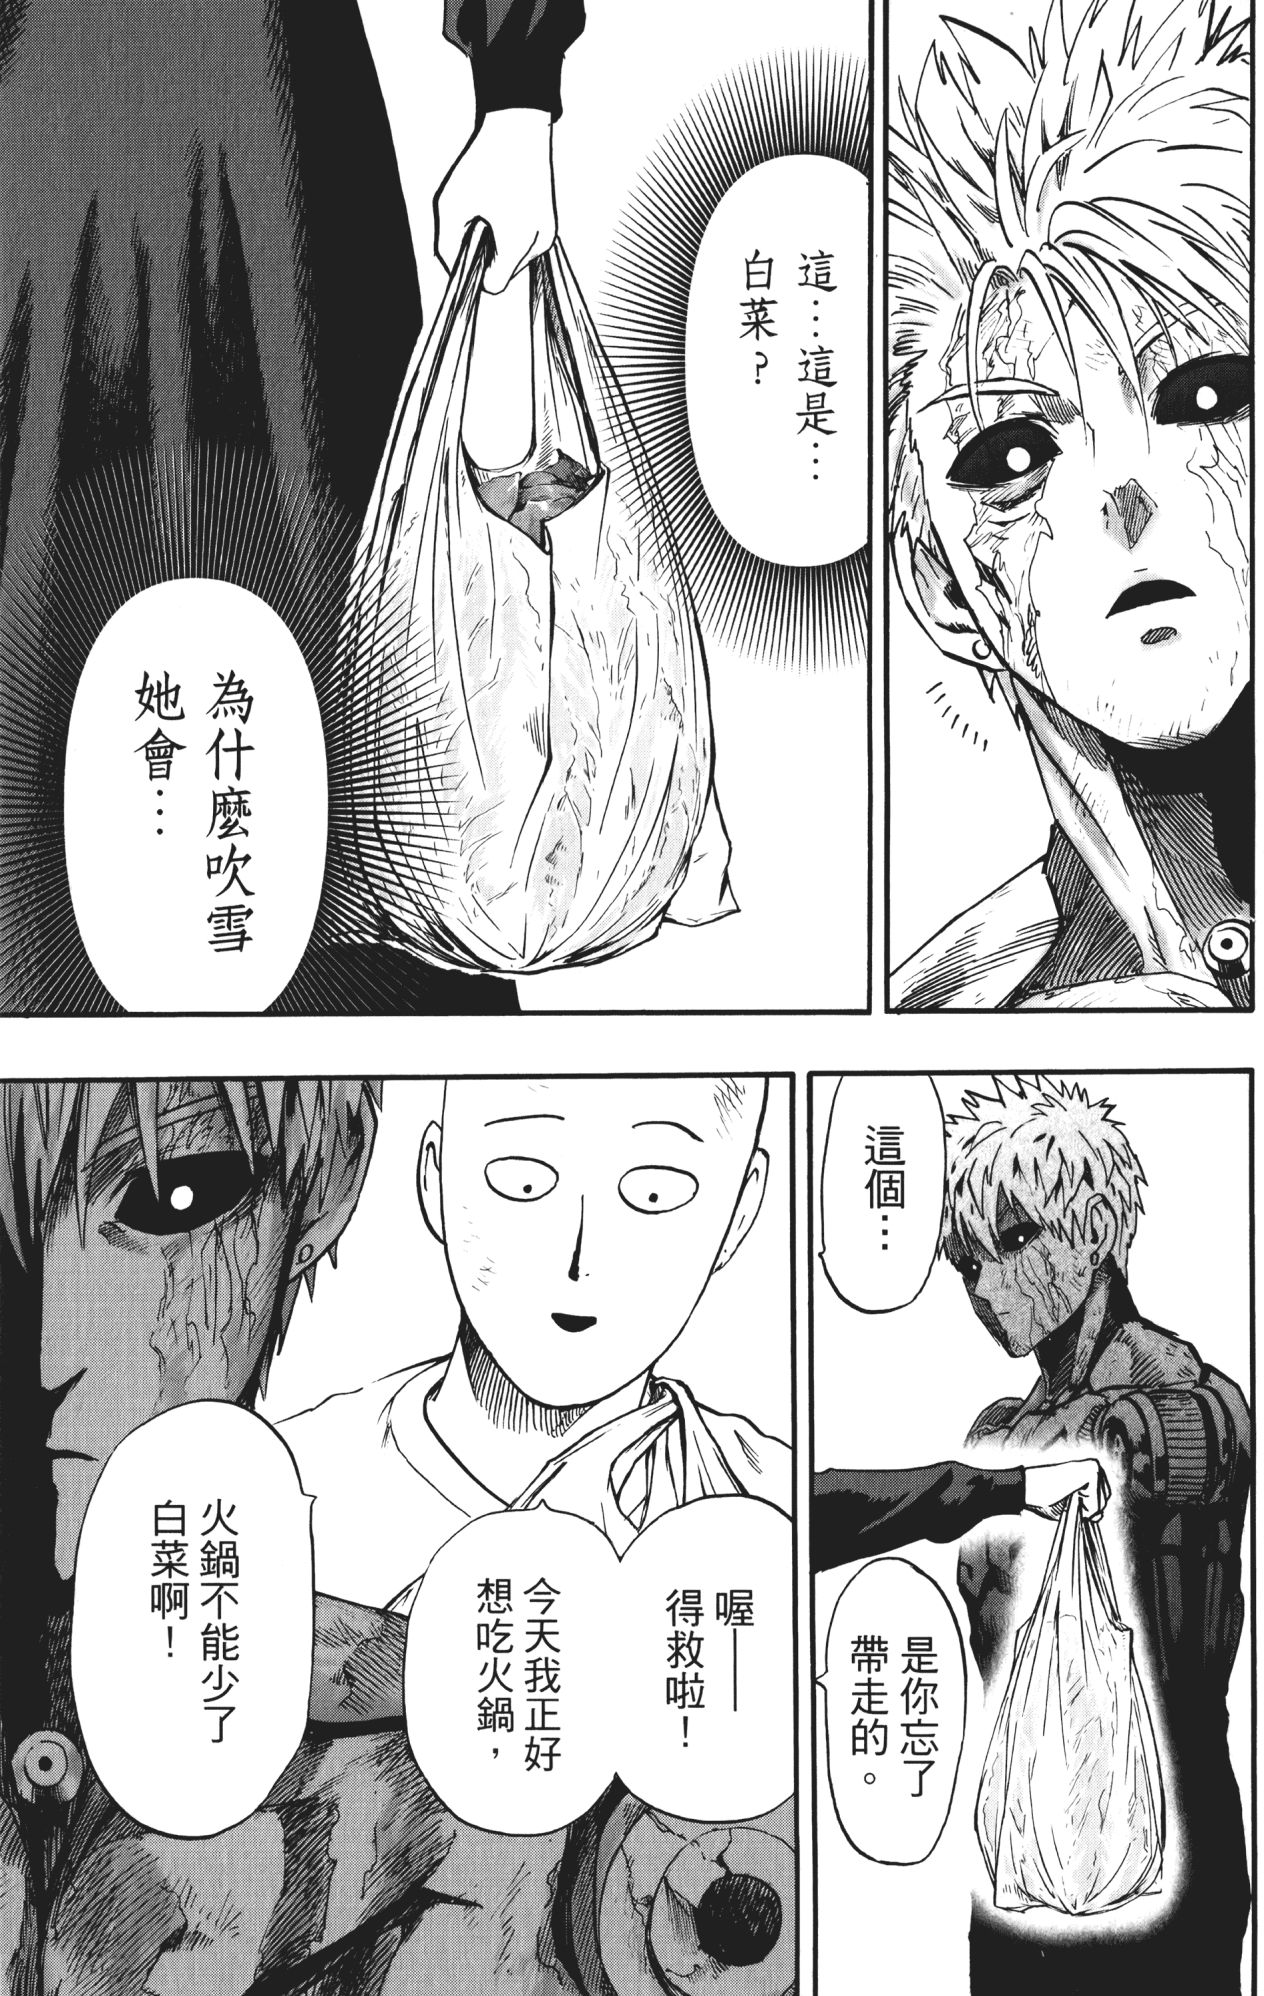 這…這是…
白菜？
為什麼吹雪
她會…
這個…
是你忘了
帶走的。
喔——
得救啦！
今天我正好
想吃火鍋，
火鍋不能少了
白菜啊！